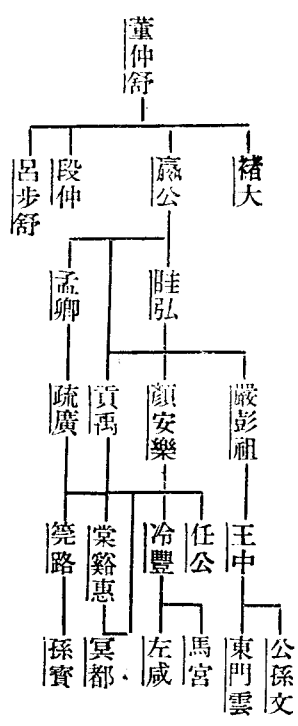 董仲舒
褚大
嬴公
段仲
呂步舒
眭弘
孟卿
嚴彭祖
顏安樂
貢禹
疏廣
王中
任公
冷豐
棠谿惠
筦路
公孫文
東門雲
馬宮
左咸
冥都
孫寳